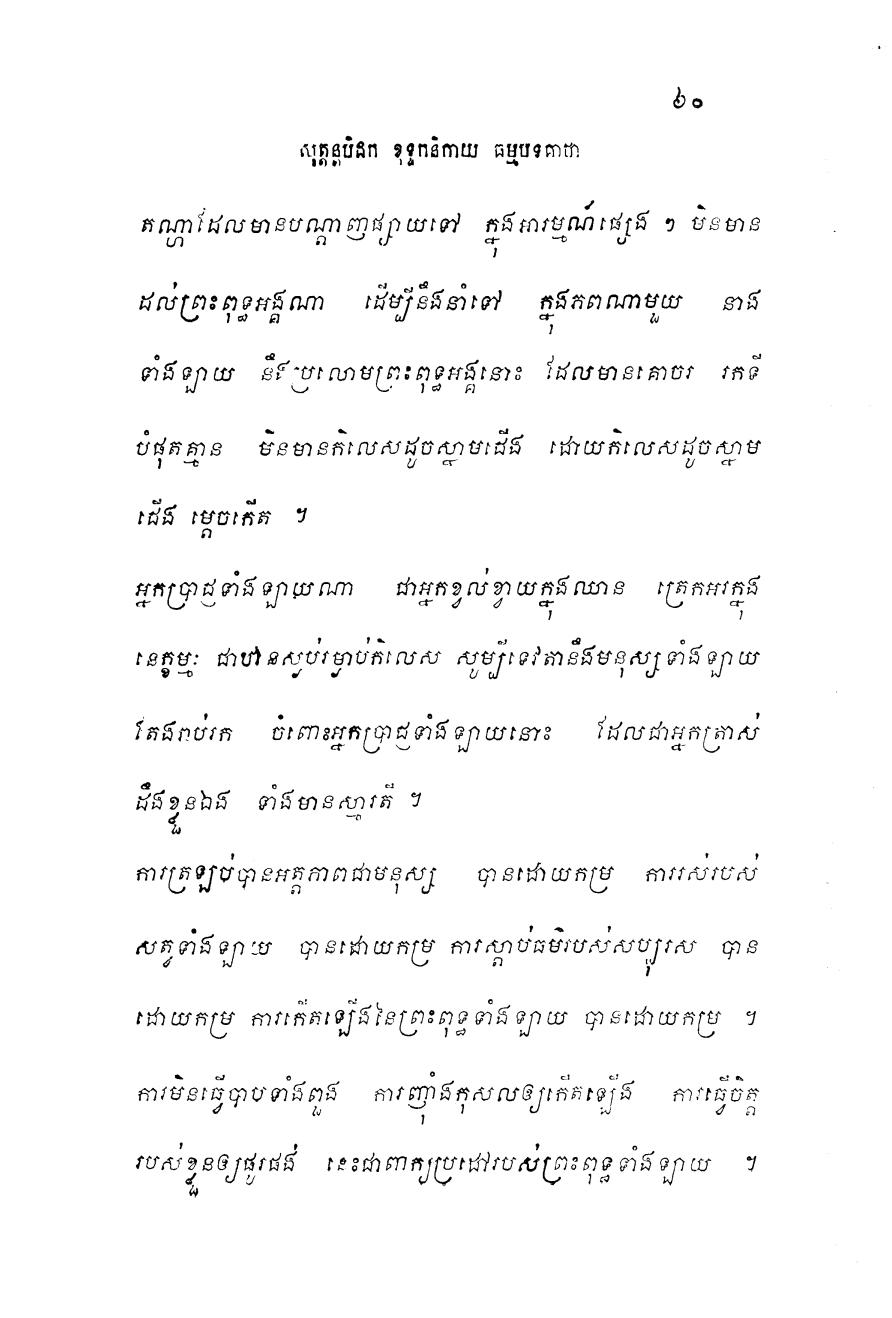 ៦០
សុត្តន្តបិដក ខុទ្ទកនិកាយ ធម្មបទគាថា
តណ្ហាដែលមានបណ្តាញផ្សាយទៅ ក្នុងអារម្មណ៍ផ្សេង ៗ មិនមាន
ដល់ព្រះពុទ្ធអង្គណា ដើម្បីនឹងនាំទៅ ក្នុងភពណាមួយ នាង
ទាំងឡាយ នឹងប្រលោមព្រះពុទ្ធអង្គនោះ ដែលមានគោចរ រកទី
បំផុតគ្មាន មិនមានកិលេសដូចស្នាមជើង ដោយកិលេសដូចស្នាម
ជើង ម្តេចកើត ។
អ្នកប្រាជ្ញទាំងឡាយណា ជាអ្នកខ្វល់ខ្វាយក្នុងឈាន ត្រេកអរក្នុង
នេក្ខម្មៈ ជាឋានស្ងប់រម្ងាប់កិលេស សូម្បីទេវតានឹងមនុស្សទាំងឡាយ
តែងរាប់រក ចំពោះអ្នកប្រាជ្ញទាំងឡាយនោះ ដែលជាអ្នកត្រាស់
ដឹងខ្លួនឯង ទាំងមានស្មារតី ។
ការត្រឡប់បានអត្តភាពជាមនុស្ស បានដោយកម្រ ការរស់របស់
សត្វទាំងឡាយ បានដោយកម្រ ការស្តាប់ធម៌របស់សប្បុរស បាន
ដោយកម្រ ការកើតឡើងនៃព្រះពុទ្ធទាំងឡាយ បានដោយកម្រ ។
ការមិនធ្វើបាបទាំងពួង ការញ៉ាំងកុសលឲ្យកើតឡើង ការធ្វើចិត្ត
របស់ខ្លួនឲ្យផូរផង់ នេះជាពាក្យប្រដៅរបស់ព្រះពុទ្ធទាំងឡាយ ។